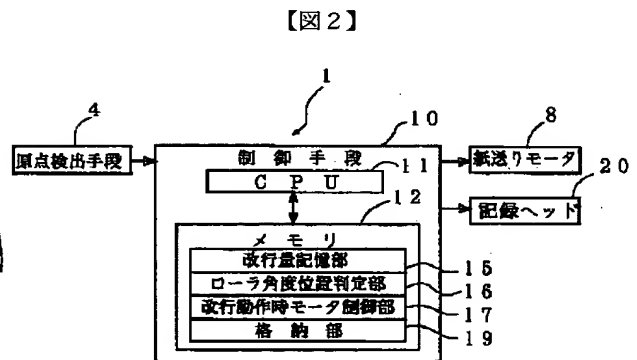 【図2】
1
4
10
8
原点検出手段
制御手段
紙送りモータ
11
CPU
20
12
記録ヘッド
メモリ
改行量記憶部
15
ローラ角度位置判定部
16
改行動作時モータ制御部
17
格納部
19